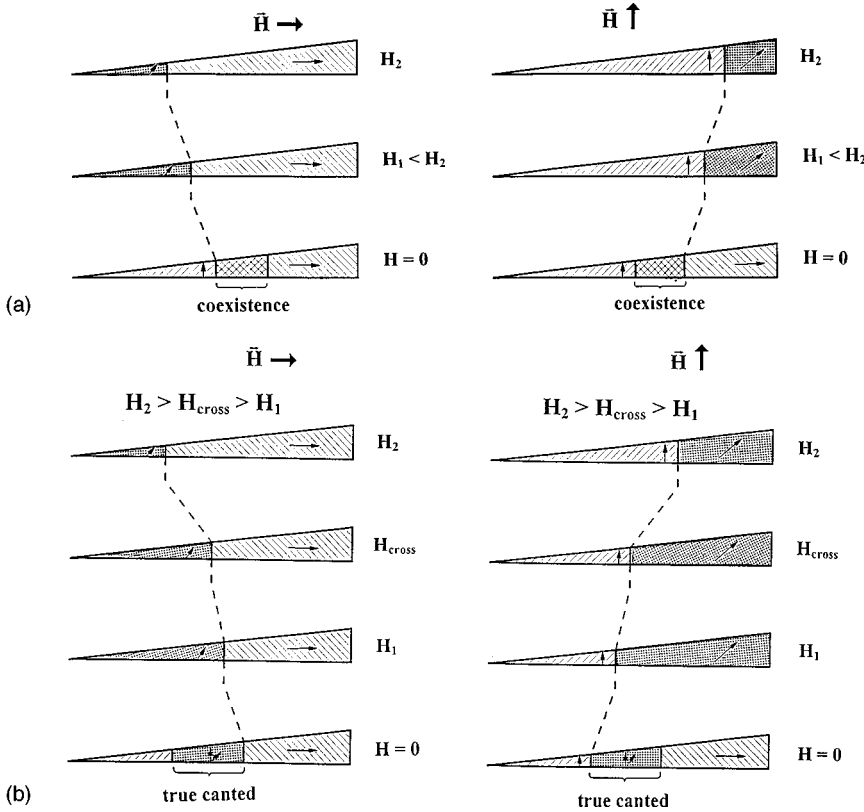 H⃗ → H⃗ ↑
H₂ H₂
H₁ < H₂ H₁ < H₂
H = 0 H = 0
(a)
coexistence coexistence
H⃗ → H⃗ ↑
H₂ > H_cross > H₁ H₂ > H_cross > H₁
H₂ H₂
H_cross H_cross
H₁ H₁
H = 0 H = 0
(b)
true canted true canted